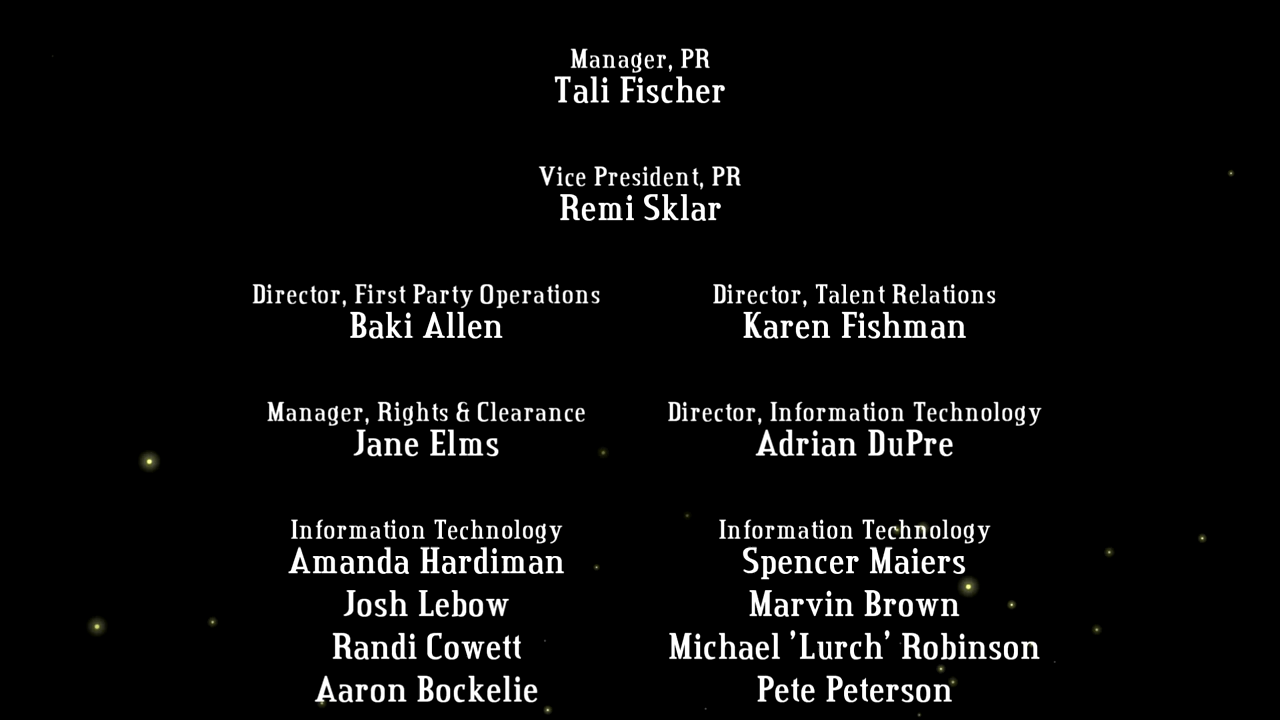 Manager, PR
Tali Fischer
Vice President, PR
Remi Sklar
Director, First Party Operations
Baki Allen
Director, Talent Relations
Karen Fishman
Manager, Rights & Clearance
Jane Elms
Director, Information Technology
Adrian DuPre
Information Technology
Amanda Hardiman
Josh Lebow
Randi Cowett
Aaron Bockelie
Information Technology
Spencer Maiers
Marvin Brown
Michael 'Lurch' Robinson
Pete Peterson